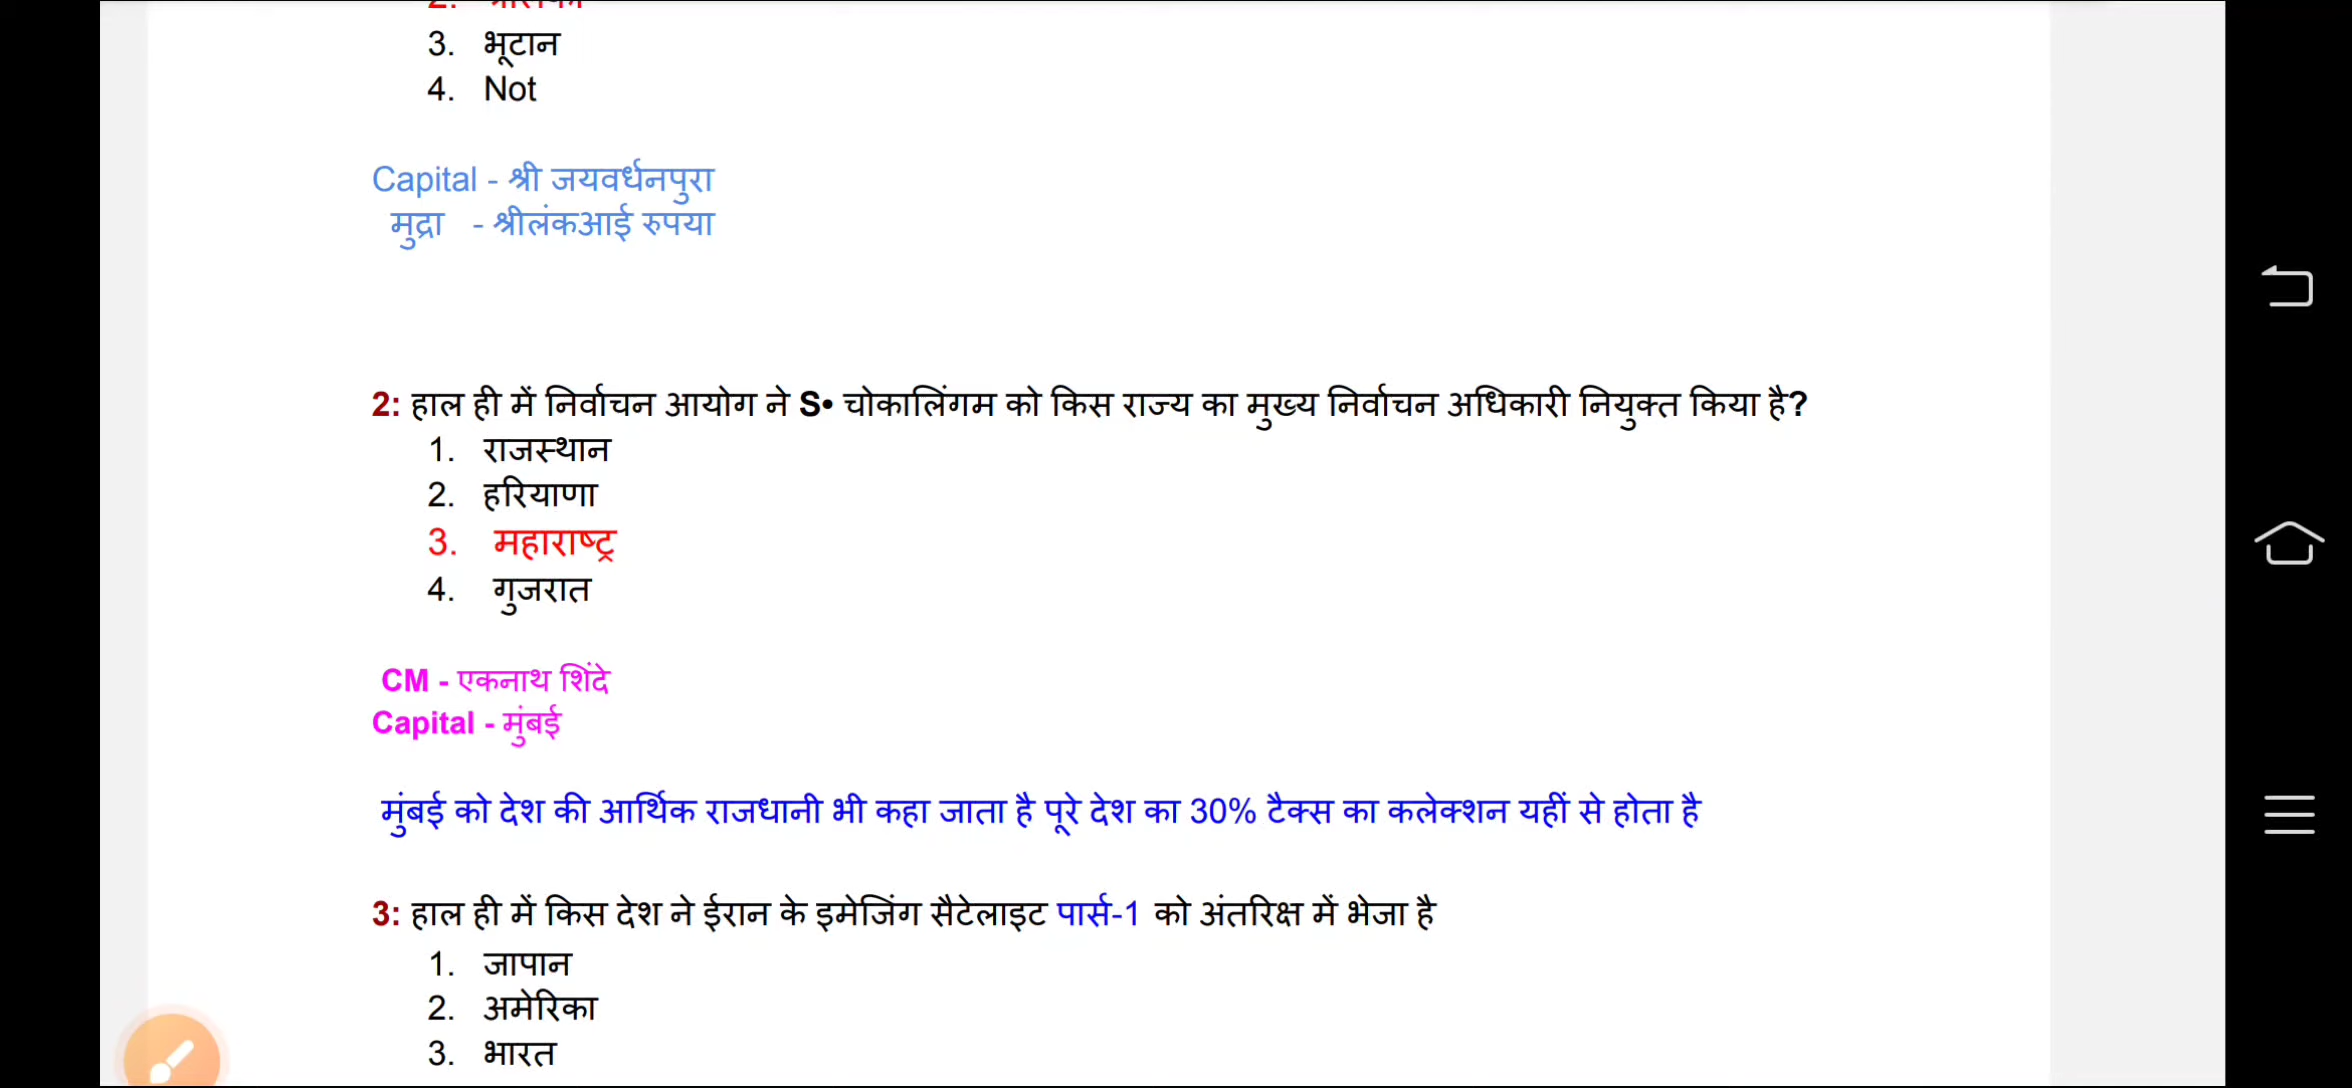 3. भूटान
4. Not
Capital - श्री जयवर्धनपुरा
मुद्रा - श्रीलंकआई रुपया
2: हाल ही में निर्वाचन आयोग ने S• चोकालिंगम को किस राज्य का मुख्य निर्वाचन अधिकारी नियुक्त किया है?
1. राजस्थान
2. हरियाणा
3. महाराष्ट्र
4. गुजरात
CM - एकनाथ शिंदे
Capital - मुंबई
मुंबई को देश की आर्थिक राजधानी भी कहा जाता है पूरे देश का 30% टैक्स का कलेक्शन यहीं से होता है
3: हाल ही में किस देश ने ईरान के इमेजिंग सैटेलाइट पार्स-1 को अंतरिक्ष में भेजा है
1. जापान
2. अमेरिका
3. भारत